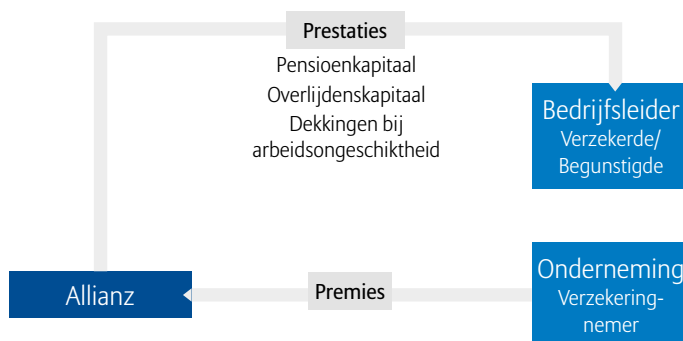 Prestaties
Pensioenkapitaal
Overlijdenskapitaal
Dekkingen bij
arbeidsongeschiktheid
Bedrijfsleider
Verzekerde/
Begunstigde
Allianz
Premies
Onderneming
Verzekering-
nemer